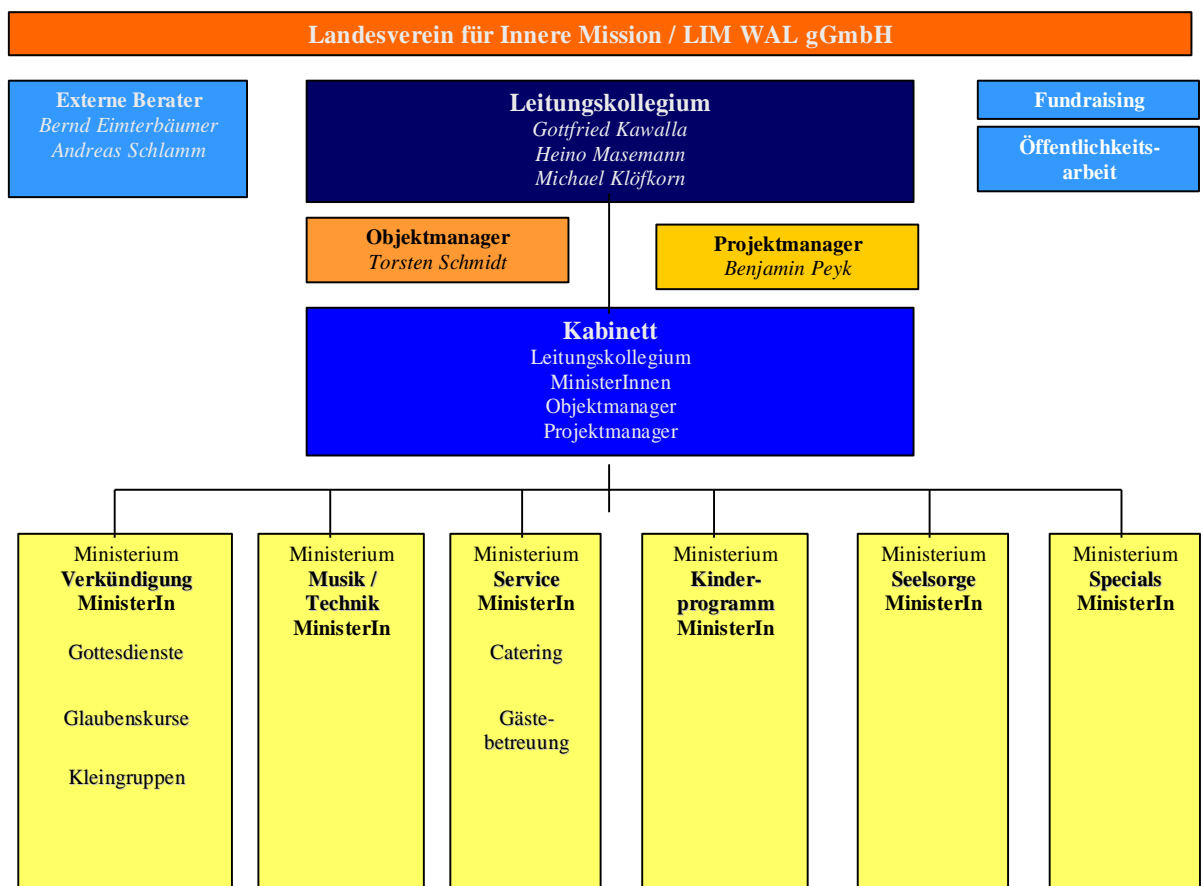 Landesverein für Innere Mission / LIM WAL gGmbH
Externe Berater
Bernd Eimterbäumer
Andreas Schlamm
Leitungskollegium
Gottfried Kawalla
Heino Masemann
Michael Klöfkorn
Fundraising
Öffentlichkeits-
arbeit
Objektmanager
Torsten Schmidt
Projektmanager
Benjamin Peyk
Kabinett
Leitungskollegium
MinisterInnen
Objektmanager
Projektmanager
Ministerium
Verkündigung
MinisterIn
Gottesdienste
Glaubenskurse
Kleingruppen
Ministerium
Musik /
Technik
MinisterIn
Ministerium
Service
MinisterIn
Catering
Gäste-
betreuung
Ministerium
Kinder-
programm
MinisterIn
Ministerium
Seelsorge
MinisterIn
Ministerium
Specials
MinisterIn